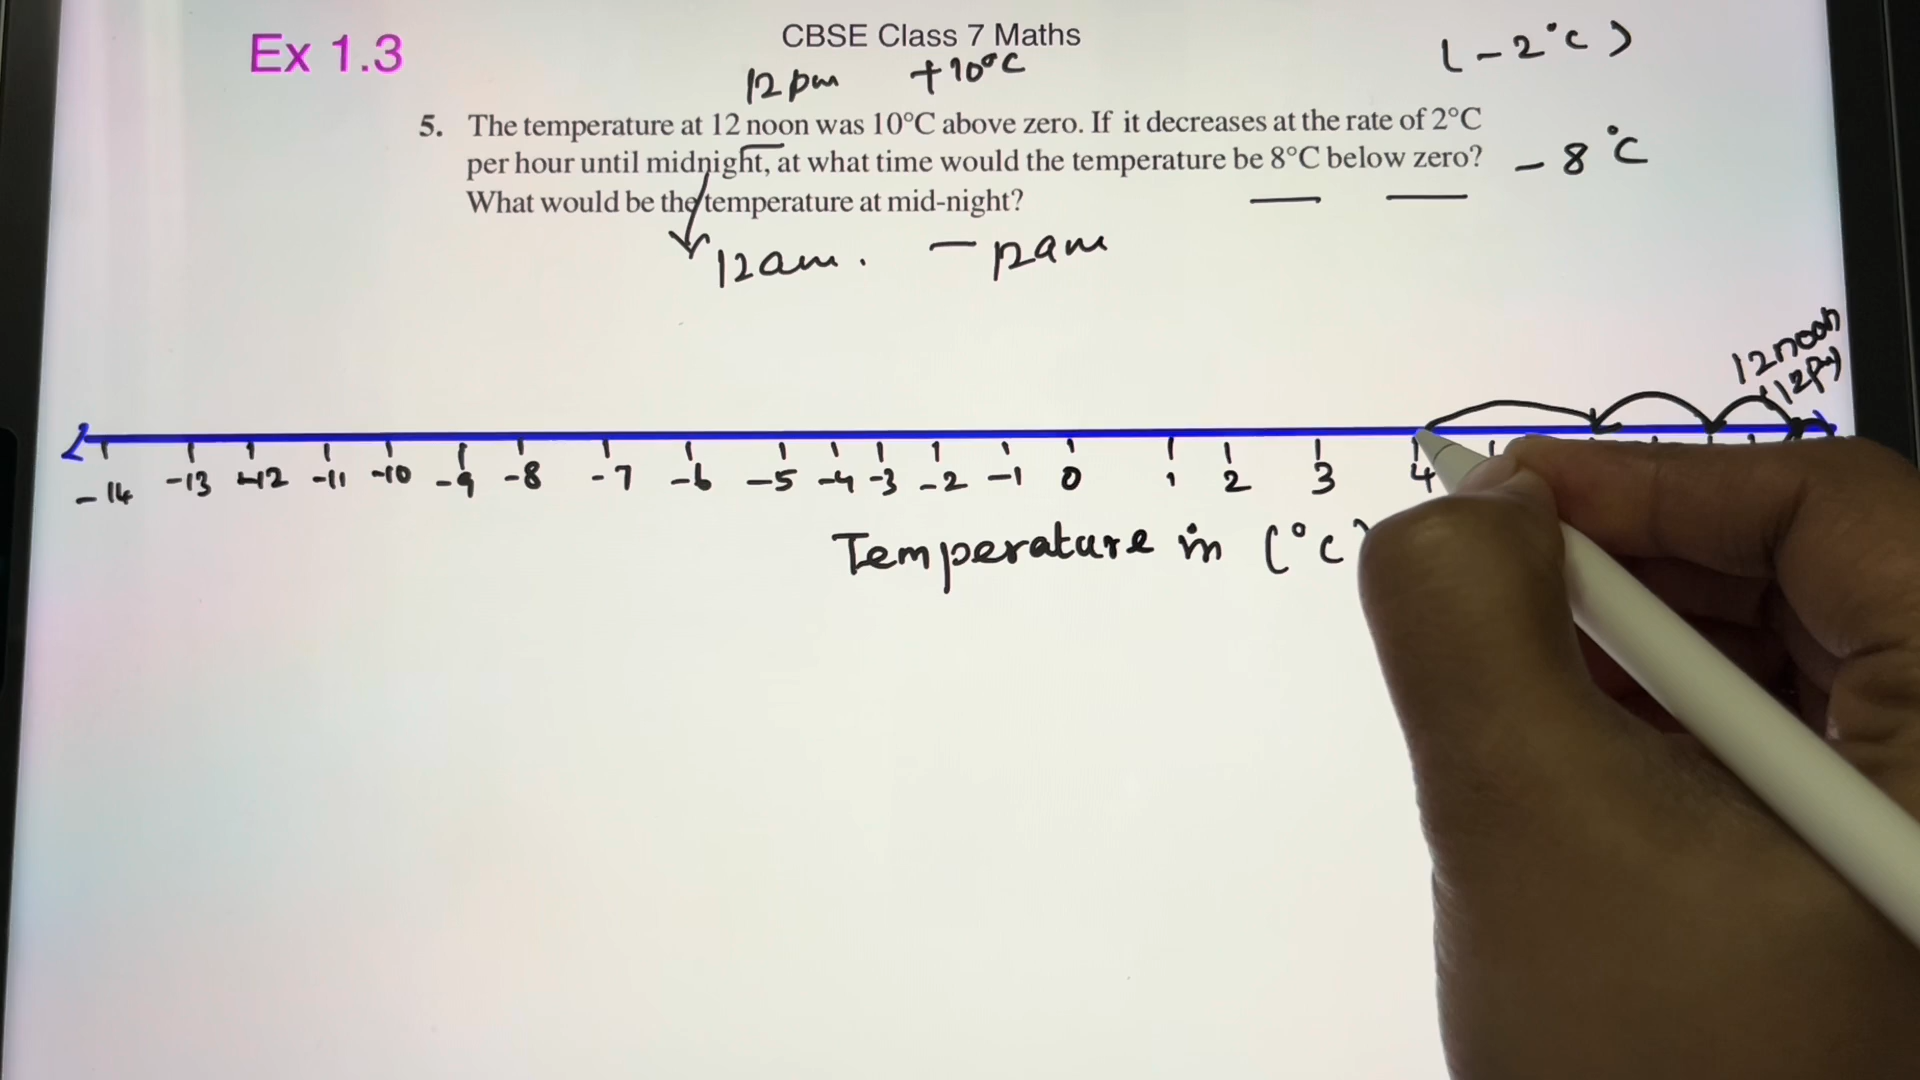 Ex 1.3
CBSE Class 7 Maths
(-2°C)
12 pm +10°C
5. The temperature at 12 noon was 10°C above zero. If it decreases at the rate of 2°C
per hour until midnight, at what time would the temperature be 8°C below zero?
-8°C
What would be the temperature at mid-night?
12am. - 12am
12 noon
-14 -13 -12 -11 -10 -9 -8 -7 -6 -5 -4 -3 -2 -1 0 1 2 3 4
Temperature in (°C)